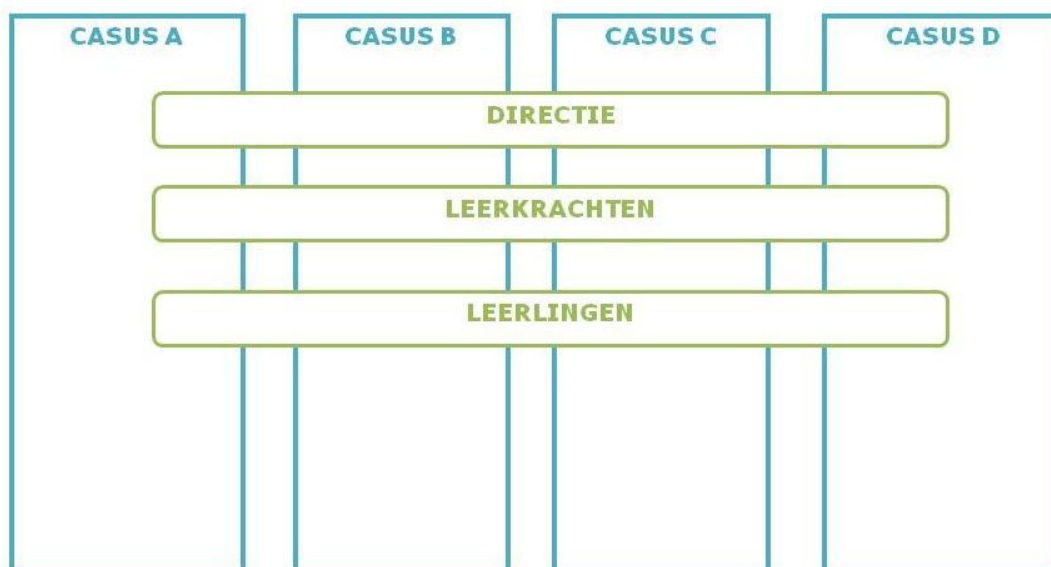 CASUS A
CASUS B
CASUS C
CASUS D
DIRECTIE
LEERKRACHTEN
LEERLINGEN